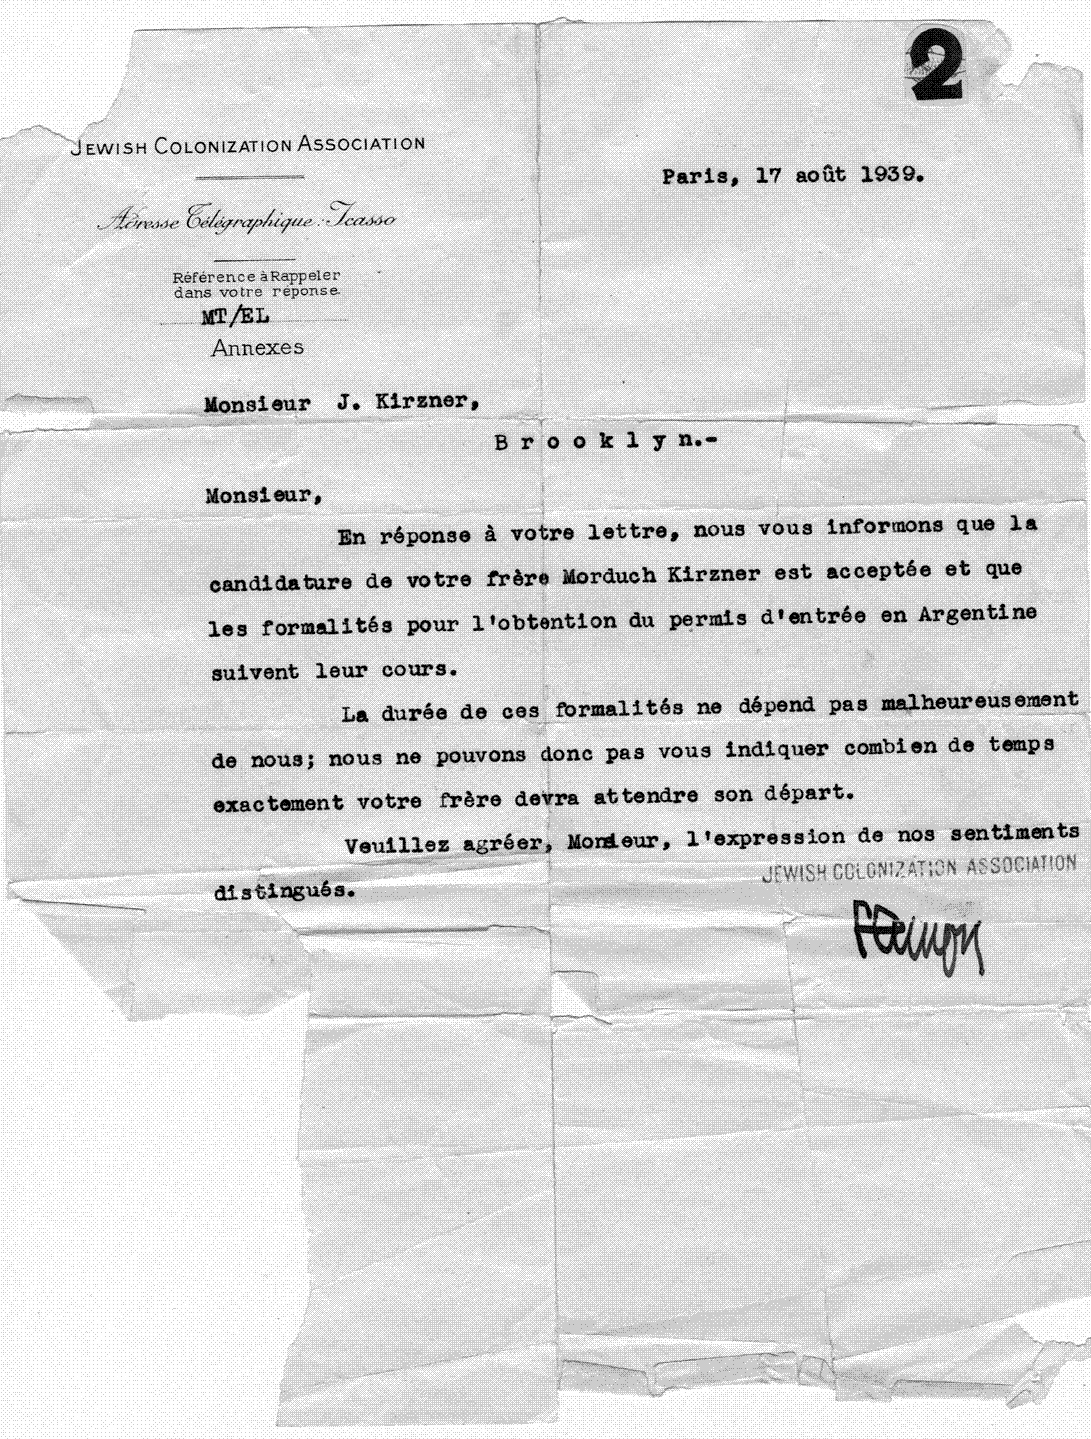 2
JEWISH COLONIZATION ASSOCIATION
Paris, 17 août 1939.
Adresse Télégraphique: Icasso
Référence à Rappeler
dans votre réponse.
MT/EL
Annexes
Monsieur J. Kirzner,
Brooklyn.-
Monsieur,
En réponse à votre lettre, nous vous informons que la
candidature de votre frère Morduch Kirzner est acceptée et que
les formalités pour l'obtention du permis d'entrée en Argentine
suivent leur cours.
La durée de ces formalités ne dépend pas malheureusement
de nous; nous ne pouvons donc pas vous indiquer combien de temps
exactement votre frère devra attendre son départ.
Veuillez agréer, Monsieur, l'expression de nos sentiments
distingués.
JEWISH COLONIZATION ASSOCIATION